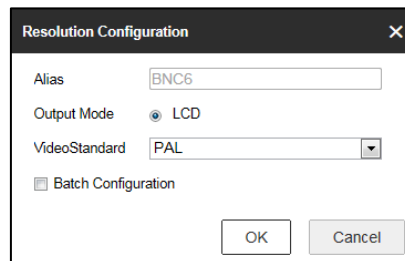 Resolution Configuration
Alias BNC6
Output Mode LCD
VideoStandard PAL
Batch Configuration
OK Cancel